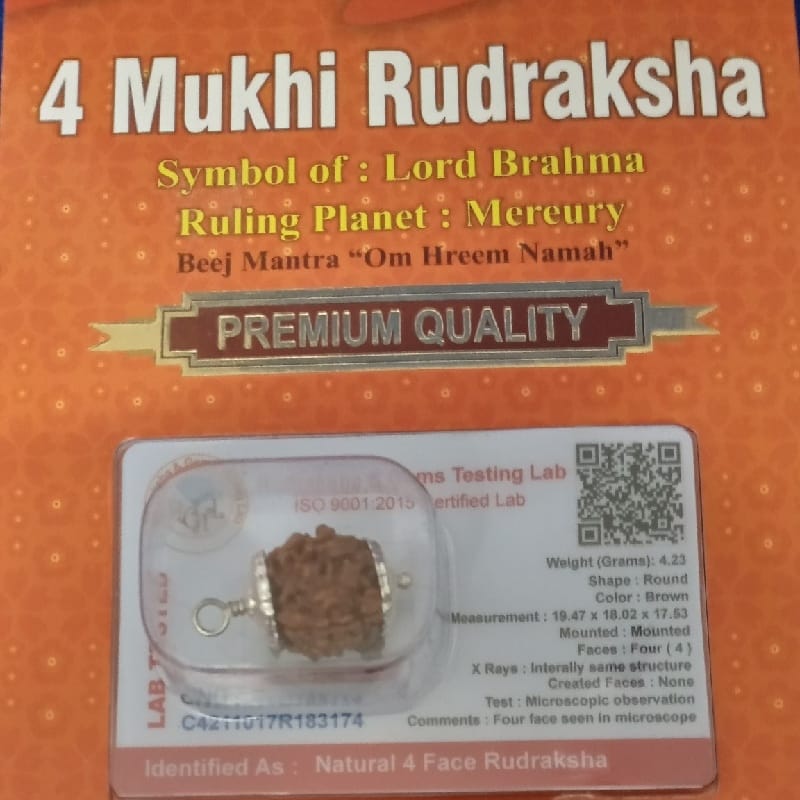 4 Mukhi Rudraksha
Symbol of : Lord Brahma
Ruling Planet : Mereury
Beej Mantra “Om Hreem Namah”
PREMIUM QUALITY
ms Testing Lab
ISO 9001:2015 ertified Lab
Weight (Grams): 4.23
Shape : Round
Color : Brown
Measurement : 19.47 x 18.02 x 17.53
Mounted : Mounted
Faces : Four ( 4 )
X Rays : Interally same structure
Created Faces : None
Test : Microscopic observation
Comments : Four face seen in microscope
LAB TESTED
C4211017R183174
Identified As : Natural 4 Face Rudraksha